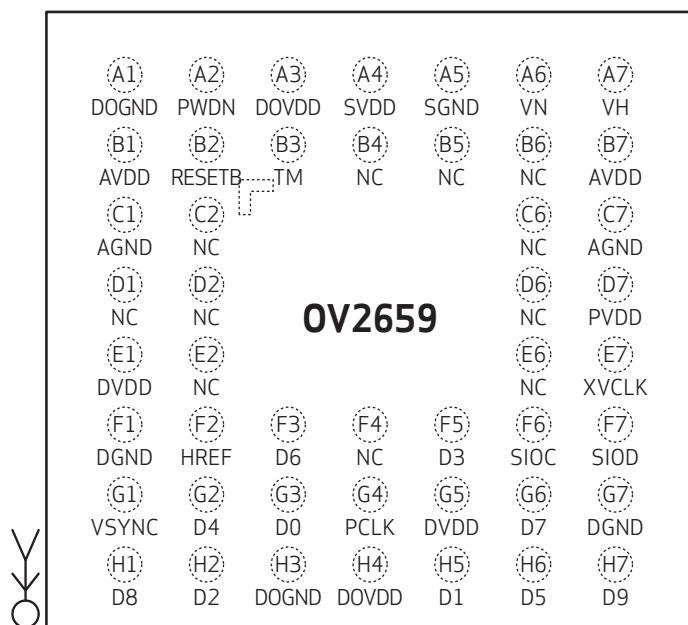 A1 A2 A3 A4 A5 A6 A7
DOGND PWDN DOVDD SVDD SGND VN VH
B1 B2 B3 B4 B5 B6 B7
AVDD RESETB TM NC NC NC AVDD
C1 C2 C6 C7
AGND NC NC AGND
D1 D2 D6 D7
NC NC OV2659 NC PVDD
E1 E2 E6 E7
DVDD NC NC XVCLK
F1 F2 F3 F4 F5 F6 F7
DGND HREF D6 NC D3 SIOC SIOD
G1 G2 G3 G4 G5 G6 G7
VSYNC D4 D0 PCLK DVDD D7 DGND
H1 H2 H3 H4 H5 H6 H7
D8 D2 DOGND DOVDD D1 D5 D9